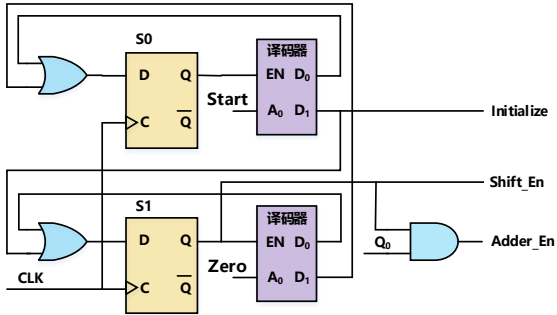 S0
译码器
D Q
EN D₀
Start
C Q̅
A₀ D₁
Initialize
Shift_En
S1
译码器
D Q
EN D₀
Q₀
Adder_En
Zero
CLK
C Q̅
A₀ D₁